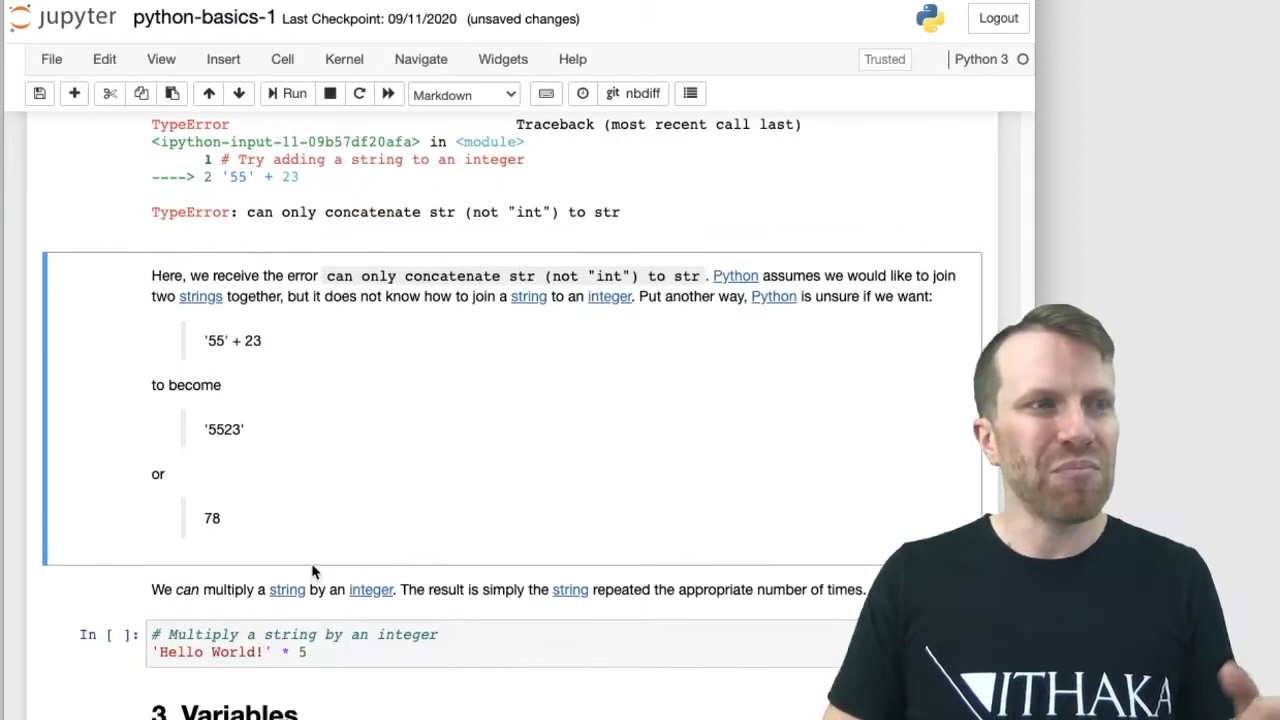 jupyter python-basics-1 Last Checkpoint: 09/11/2020 (unsaved changes) Logout
File Edit View Insert Cell Kernel Navigate Widgets Help Trusted Python 3
Run Markdown git nbdiff
TypeError Traceback (most recent call last)
<ipython-input-11-09b57df20afa> in <module>
1 # Try adding a string to an integer
----> 2 '55' + 23
TypeError: can only concatenate str (not "int") to str
Here, we receive the error can only concatenate str (not "int") to str . Python assumes we would like to join
two strings together, but it does not know how to join a string to an integer. Put another way, Python is unsure if we want:
'55' + 23
to become
'5523'
or
78
We can multiply a string by an integer. The result is simply the string repeated the appropriate number of times.
In [ ]: # Multiply a string by an integer
'Hello World!' * 5
3. Variables
ITHAKA